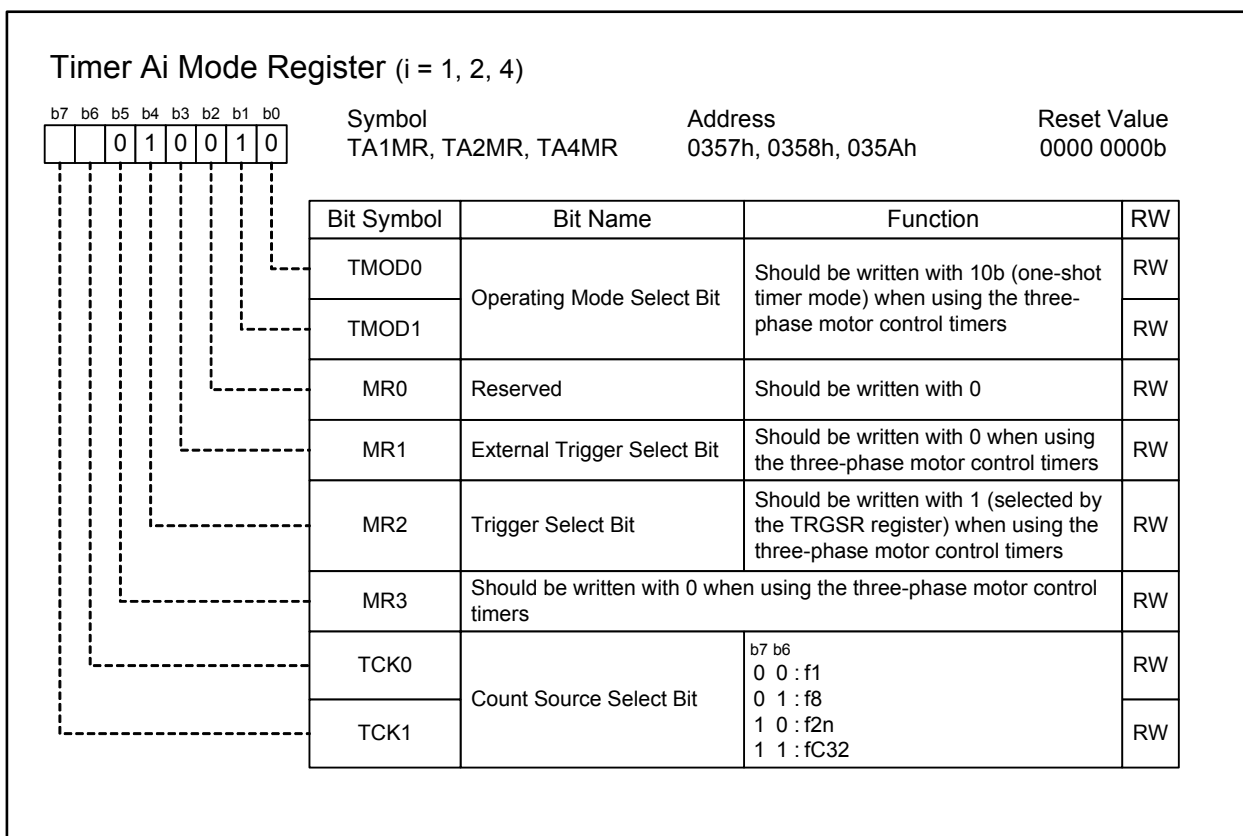 Timer Ai Mode Register (i = 1, 2, 4)
b7 b6 b5 b4 b3 b2 b1 b0
0 1 0 0 1 0
Symbol Address Reset Value
TA1MR, TA2MR, TA4MR 0357h, 0358h, 035Ah 0000 0000b
Bit Symbol Bit Name Function RW
TMOD0 RW
Operating Mode Select Bit
Should be written with 10b (one-shot
timer mode) when using the three-
phase motor control timers
TMOD1 RW
MR0 Reserved Should be written with 0 RW
MR1 External Trigger Select Bit
Should be written with 0 when using
the three-phase motor control timers
RW
MR2 Trigger Select Bit
Should be written with 1 (selected by
the TRGSR register) when using the
three-phase motor control timers
RW
MR3
Should be written with 0 when using the three-phase motor control
timers
RW
TCK0 RW
Count Source Select Bit
b7 b6
0 0 : f1
0 1 : f8
1 0 : f2n
1 1 : fC32
TCK1 RW